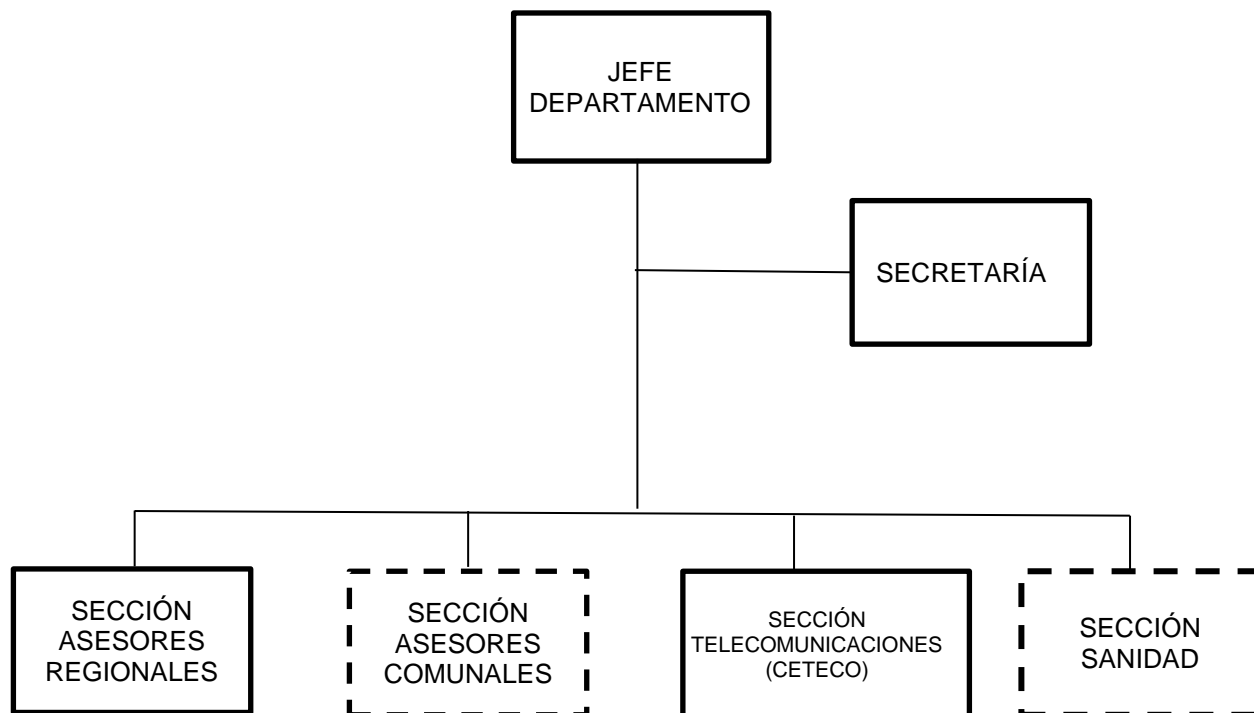 JEFE
DEPARTAMENTO
SECRETARÍA
SECCIÓN
ASESORES
REGIONALES
SECCIÓN
ASESORES
COMUNALES
SECCIÓN
TELECOMUNICACIONES
(CETECO)
SECCIÓN
SANIDAD